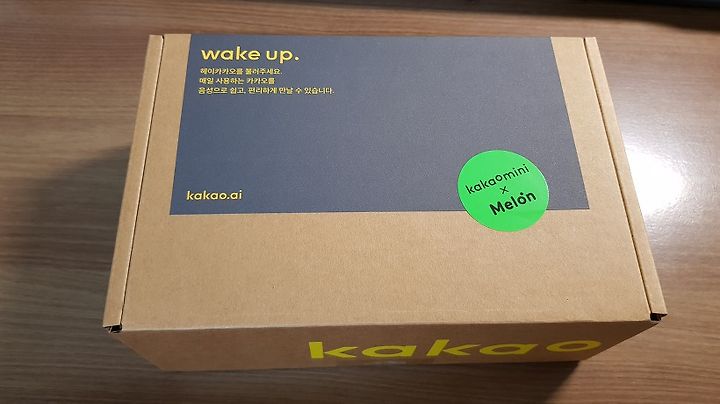 wake up.
헤이카카오를 불러주세요.
매일 사용하는 카카오를
음성으로 쉽고, 편리하게 만날 수 있습니다.
kakao.ai
kakaomini
x
Melon
kakao